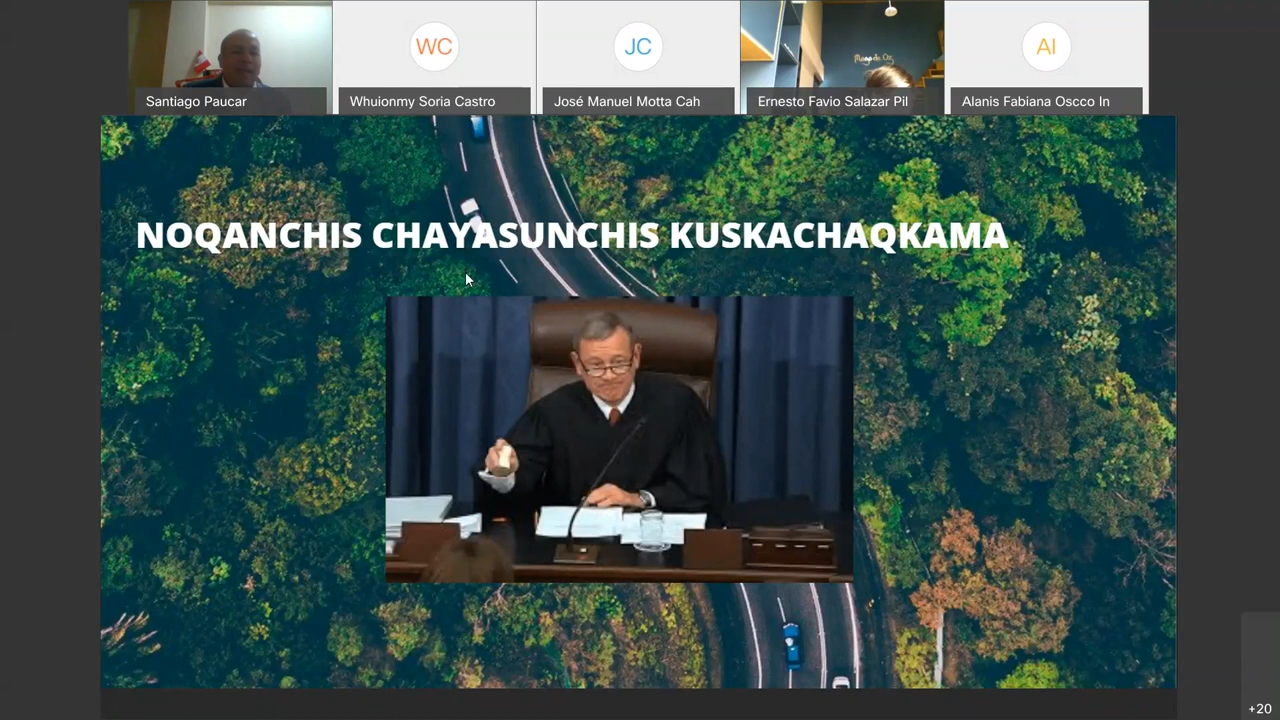 WC
JC
AI
Santiago Paucar
Whuionmy Soria Castro
José Manuel Motta Cah
Ernesto Favio Salazar Pil
Alanis Fabiana Oscco In
NOQANCHIS CHAYASUNCHIS KUSKACHAQKAMA
+20